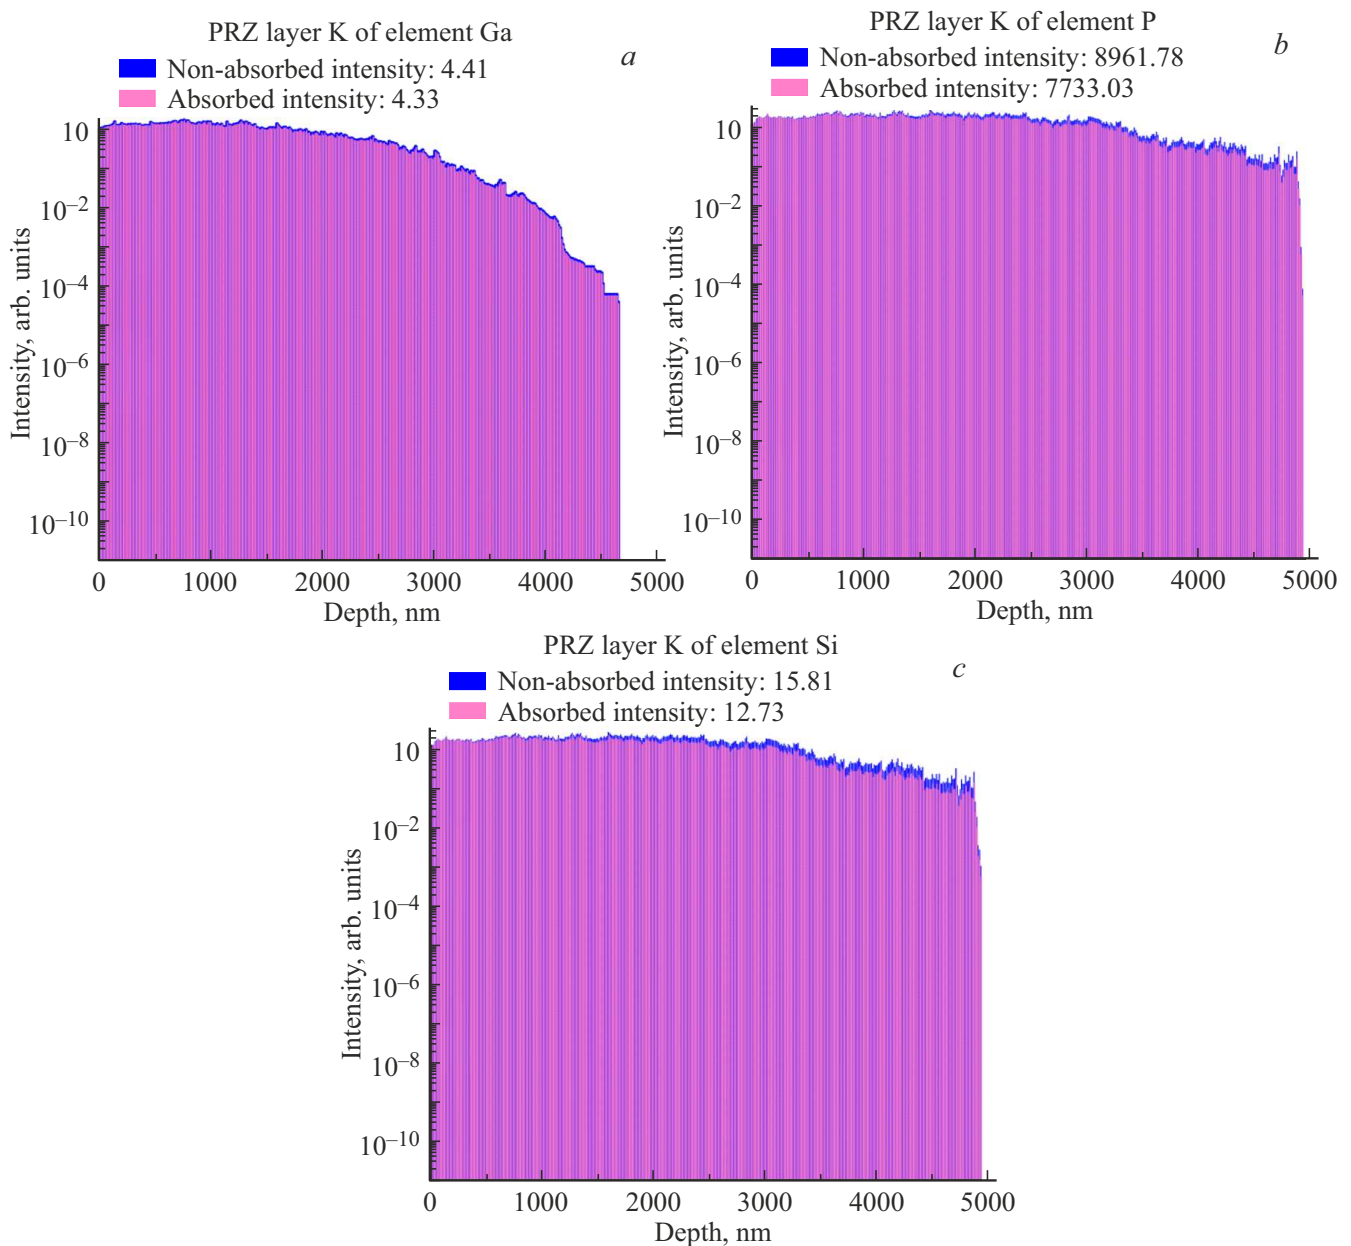 PRZ layer K of element Ga
a
Non-absorbed intensity: 4.41
Absorbed intensity: 4.33
10
10⁻²
10⁻⁴
10⁻⁶
10⁻⁸
10⁻¹⁰
Intensity, arb. units
0 1000 2000 3000 4000 5000
Depth, nm
PRZ layer K of element P
b
Non-absorbed intensity: 8961.78
Absorbed intensity: 7733.03
10
10⁻²
10⁻⁴
10⁻⁶
10⁻⁸
10⁻¹⁰
Intensity, arb. units
0 1000 2000 3000 4000 5000
Depth, nm
PRZ layer K of element Si
c
Non-absorbed intensity: 15.81
Absorbed intensity: 12.73
10
10⁻²
10⁻⁴
10⁻⁶
10⁻⁸
10⁻¹⁰
Intensity, arb. units
0 1000 2000 3000 4000 5000
Depth, nm